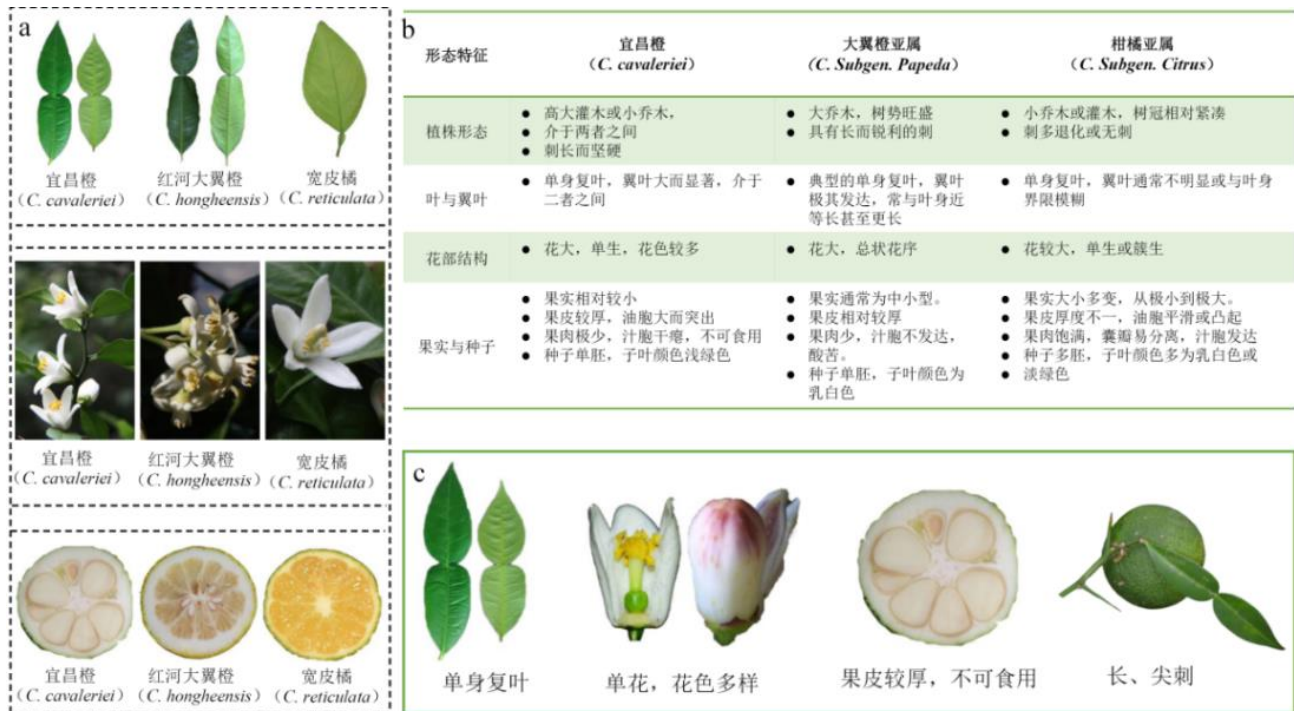 a
宜昌橙
(C. cavaleriei)
红河大翼橙
(C. hongheensis)
宽皮橘
(C. reticulata)
宜昌橙
(C. cavaleriei)
红河大翼橙
(C. hongheensis)
宽皮橘
(C. reticulata)
宜昌橙
(C. cavaleriei)
红河大翼橙
(C. hongheensis)
宽皮橘
(C. reticulata)
b
形态特征
宜昌橙
(C. cavaleriei)
大翼橙亚属
(C. Subgen. Papeda)
柑橘亚属
(C. Subgen. Citrus)
植株形态
● 高大灌木或小乔木，
● 介于两者之间
● 刺长而坚硬
● 大乔木，树势旺盛
● 具有长而锐利的刺
● 小乔木或灌木，树冠相对紧凑
● 刺多退化或无刺
叶与翼叶
● 单身复叶，翼叶大而显著，介于
二者之间
● 典型的单身复叶，翼叶
极其发达，常与叶身近
等长甚至更长
● 单身复叶，翼叶通常不明显或与叶身
界限模糊
花部结构
● 花大，单生，花色较多
● 花大，总状花序
● 花较大，单生或簇生
果实与种子
● 果实相对较小
● 果皮较厚，油胞大而突出
● 果肉极少，汁胞干瘪，不可食用
● 种子单胚，子叶颜色浅绿色
● 果实通常为中小型。
● 果皮相对较厚
● 果肉少，汁胞不发达，
酸苦。
● 种子单胚，子叶颜色为
乳白色
● 果实大小多变，从极小到极大。
● 果皮厚度不一，油胞平滑或凸起
● 果肉饱满，囊瓣易分离，汁胞发达
● 种子多胚，子叶颜色多为乳白色或
● 淡绿色
c
单身复叶
单花，花色多样
果皮较厚，不可食用
长、尖刺